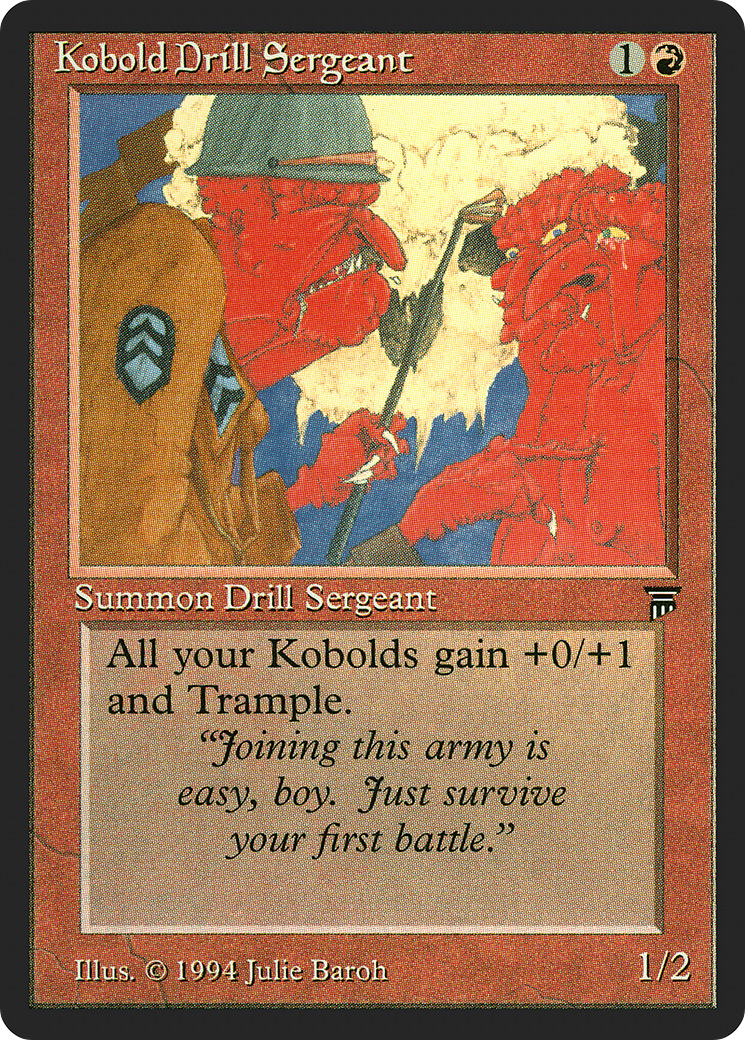 Kobold Drill Sergeant 1
Summon Drill Sergeant
All your Kobolds gain +0/+1
and Trample.
“Joining this army is
easy, boy. Just survive
your first battle.”
Illus. © 1994 Julie Baroh 1/2